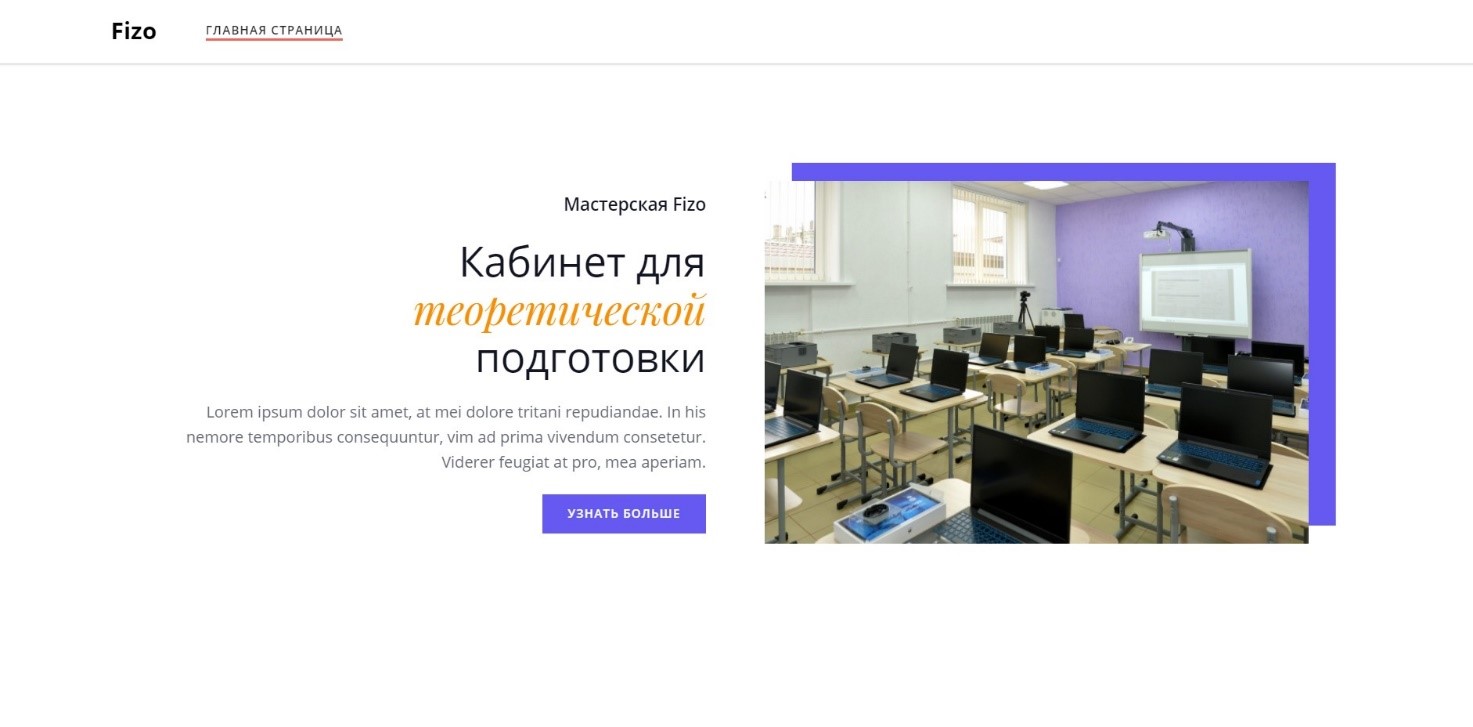 Fizo
ГЛАВНАЯ СТРАНИЦА
Мастерская Fizo
Кабинет для
теоретической
подготовки
Lorem ipsum dolor sit amet, at mei dolore tritani repudiandae. In his
nemore temporibus consequuntur, vim ad prima vivendum consetetur.
Viderer feugiat at pro, mea aperiam.
УЗНАТЬ БОЛЬШЕ